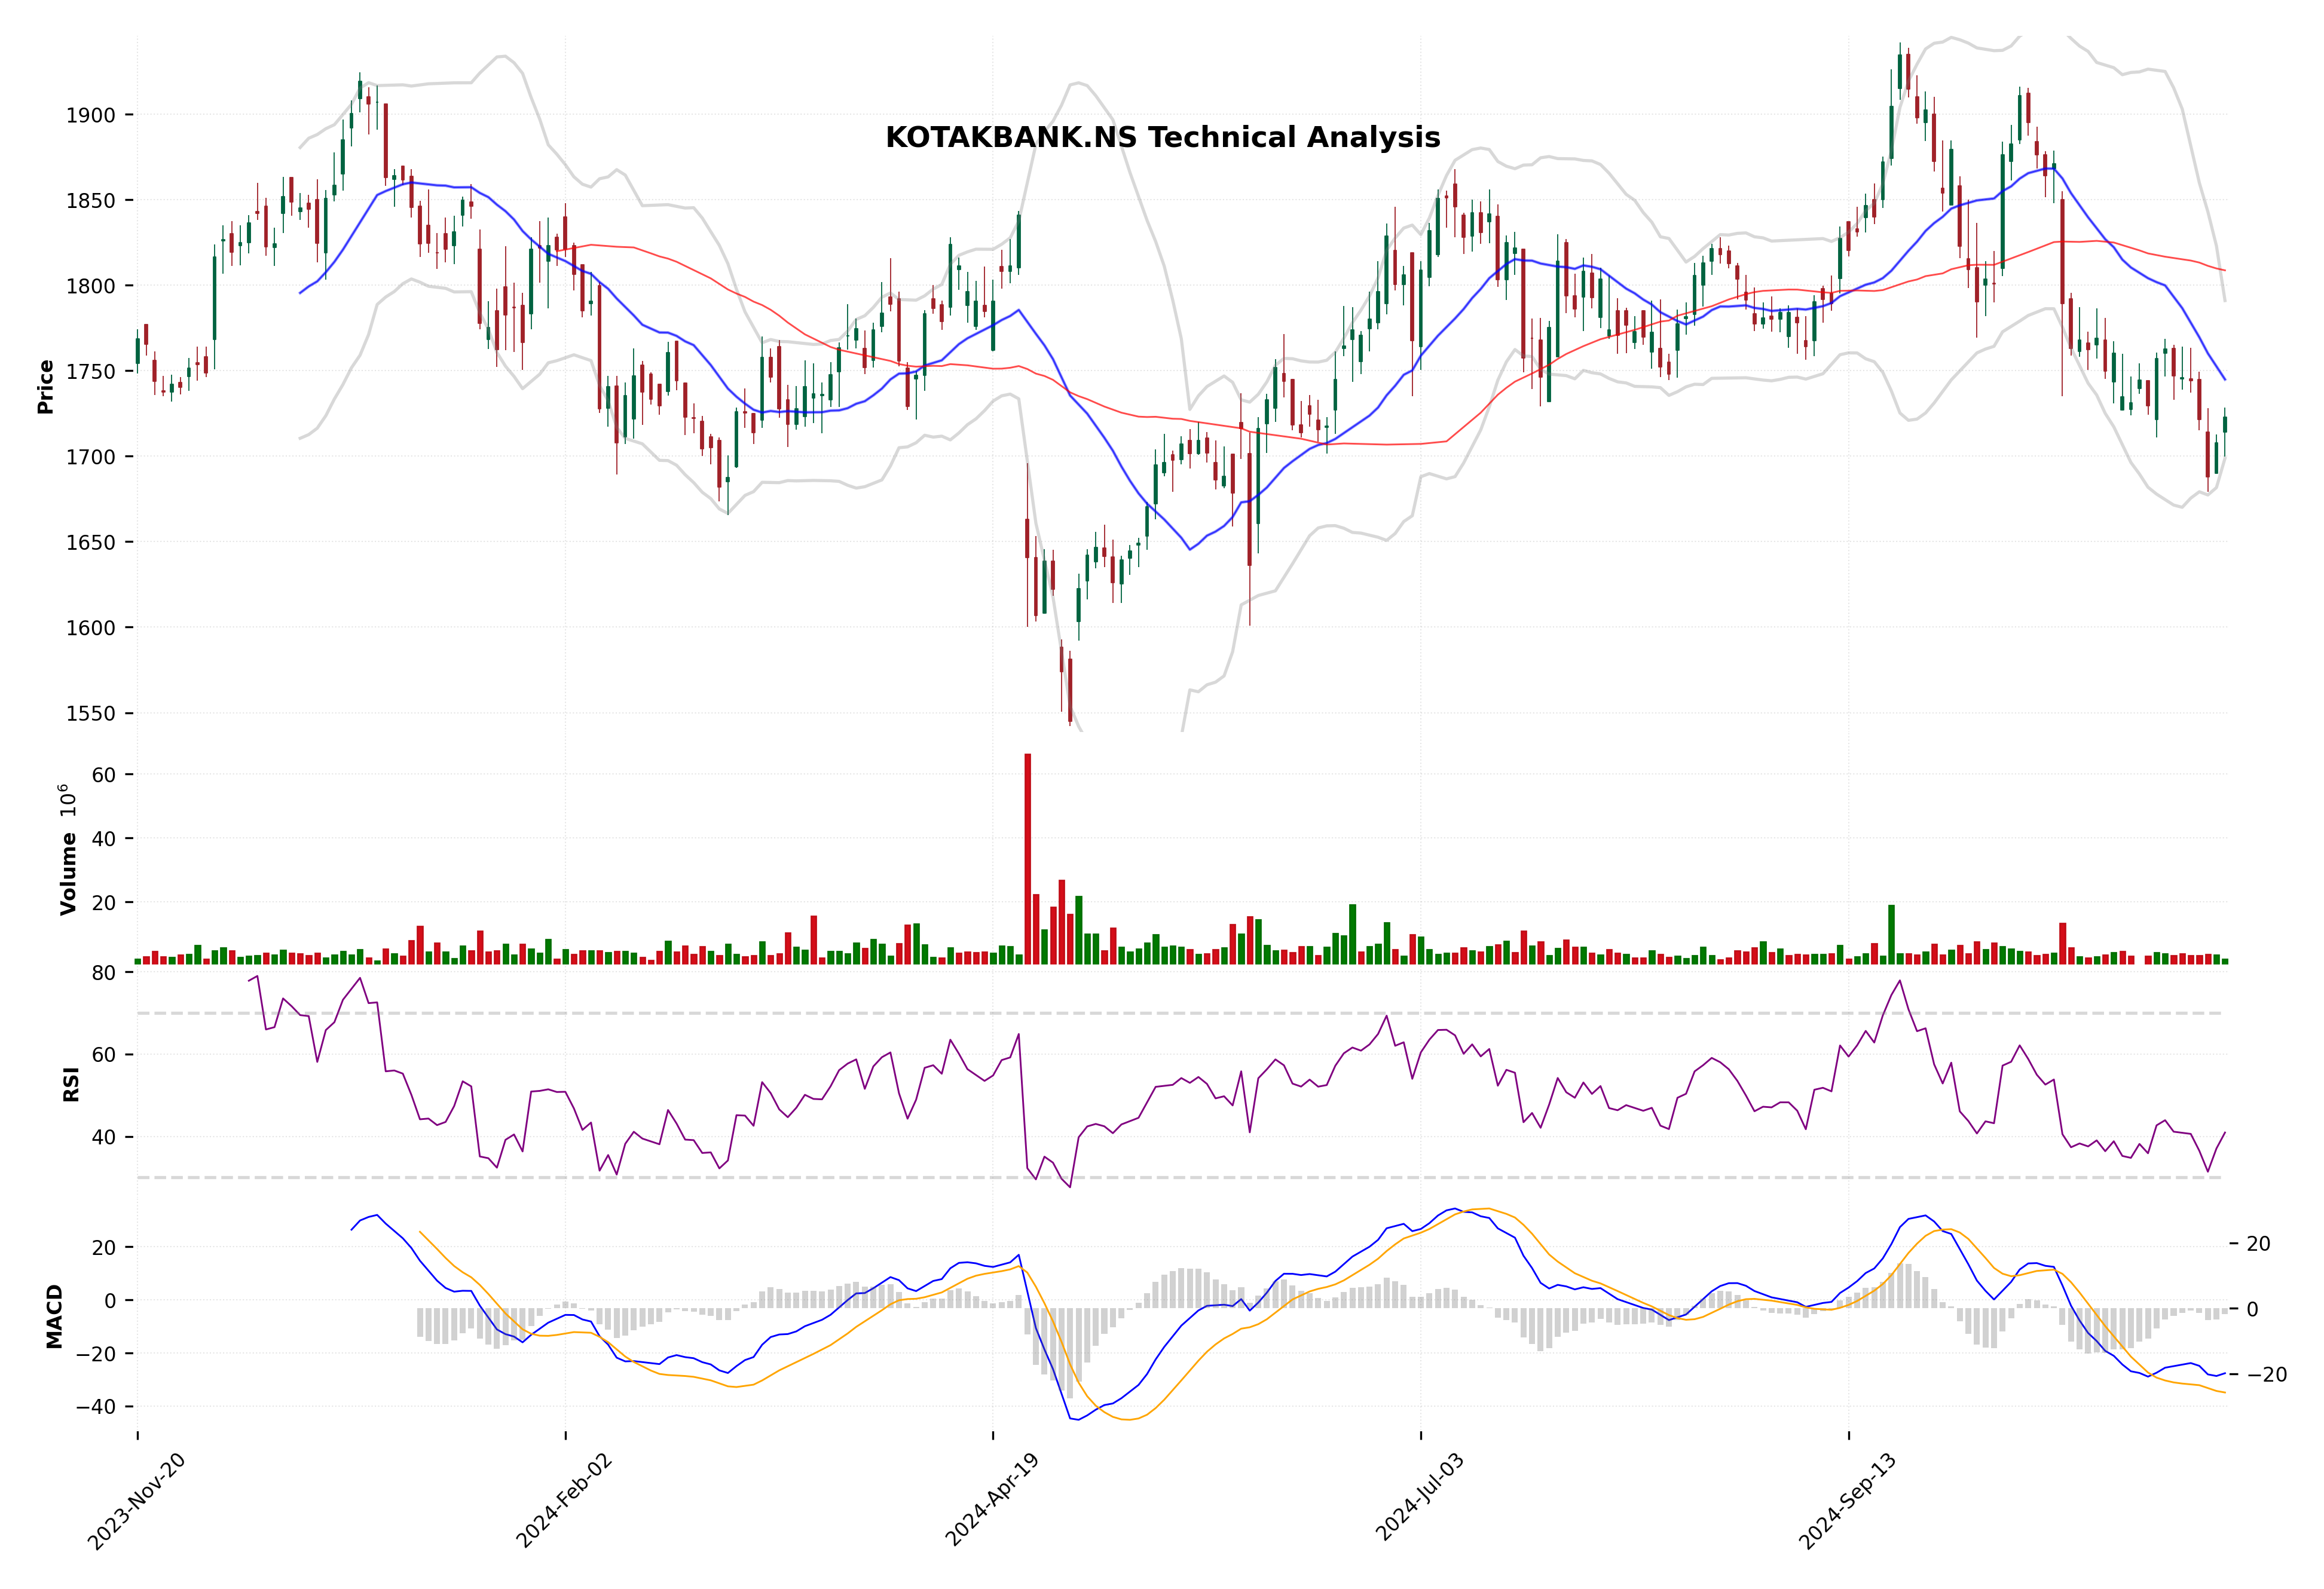 KOTAKBANK.NS Technical Analysis
Price
1900
1850
1800
1750
1700
1650
1600
1550
Volume 10^6
60
40
20
RSI
80
60
40
MACD
20
0
−20
−40
20
0
−20
2023-Nov-20
2024-Feb-02
2024-Apr-19
2024-Jul-03
2024-Sep-13